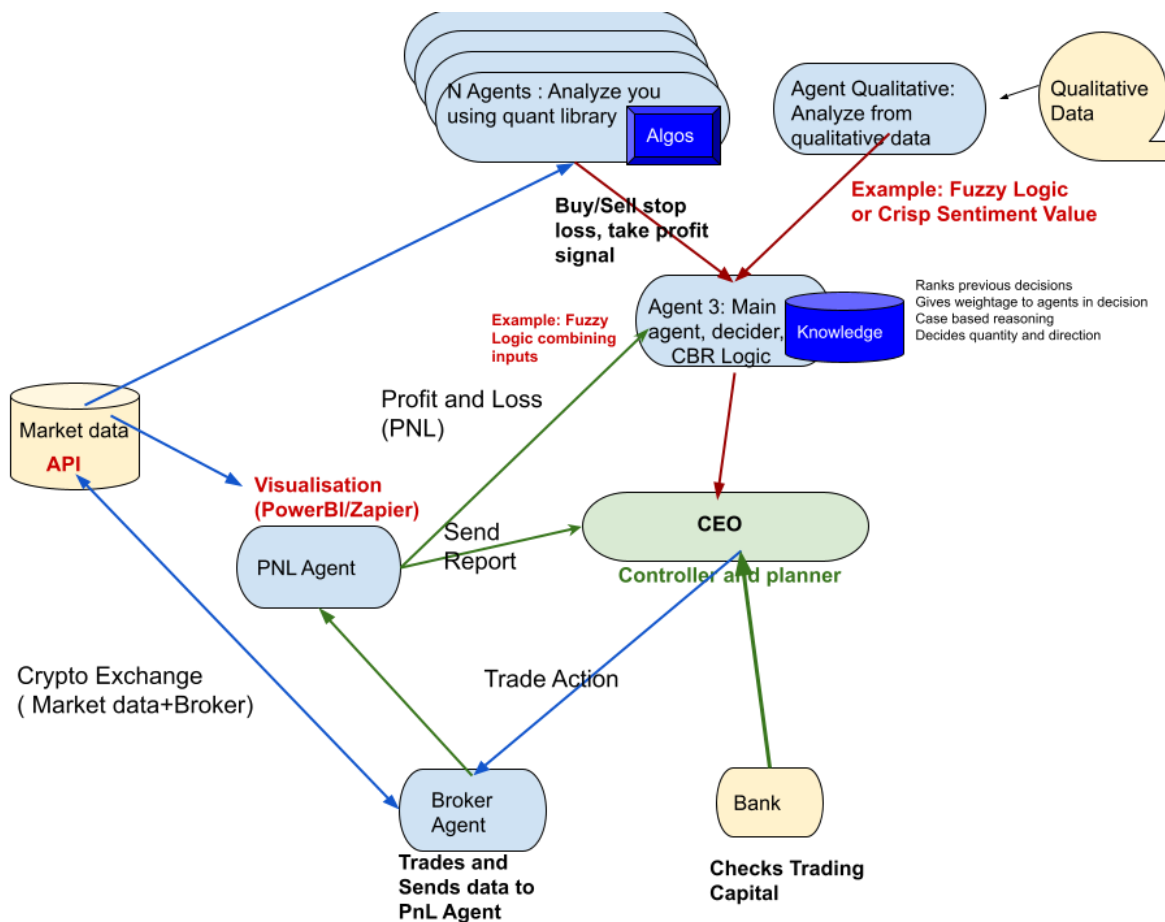 N Agents : Analyze you
using quant library
Algos
Agent Qualitative:
Analyze from
qualitative data
Qualitative
Data
Buy/Sell stop
loss, take profit
signal
Example: Fuzzy Logic
or Crisp Sentiment Value
Example: Fuzzy
Logic combining
inputs
Agent 3: Main
agent, decider,
CBR Logic
Knowledge
Ranks previous decisions
Gives weightage to agents in decision
Case based reasoning
Decides quantity and direction
Profit and Loss
(PNL)
Market data
API
Visualisation
(PowerBI/Zapier)
PNL Agent
Send
Report
CEO
Controller and planner
Crypto Exchange
( Market data+Broker)
Trade Action
Broker
Agent
Trades and
Sends data to
PnL Agent
Bank
Checks Trading
Capital